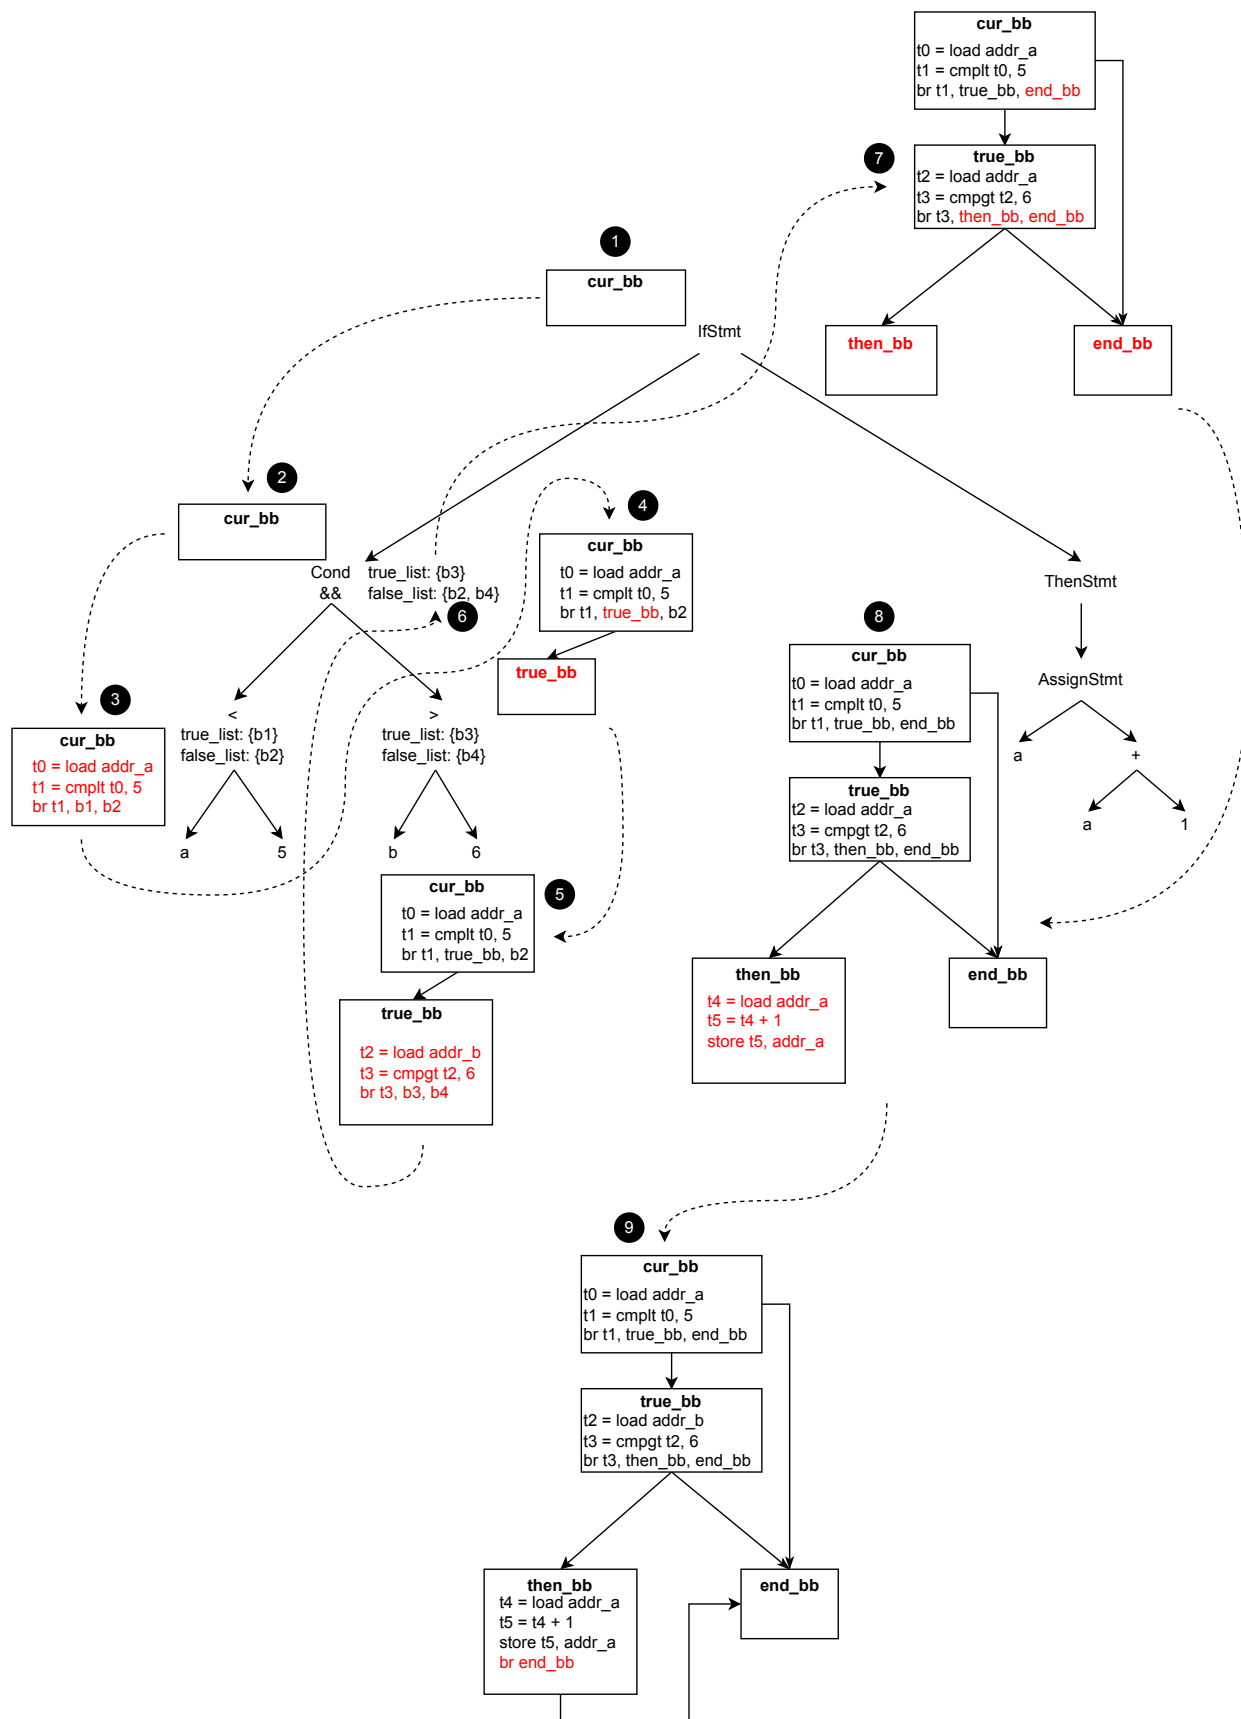 cur_bb
t0 = load addr_a
t1 = cmplt t0, 5
br t1, true_bb, end_bb
7
true_bb
t2 = load addr_a
t3 = cmpgt t2, 6
br t3, then_bb, end_bb
then_bb
end_bb
1
cur_bb
IfStmt
2
cur_bb
Cond
&&
true_list: {b3}
false_list: {b2, b4}
6
4
cur_bb
t0 = load addr_a
t1 = cmplt t0, 5
br t1, true_bb, b2
true_bb
ThenStmt
AssignStmt
a
+
a
1
3
cur_bb
t0 = load addr_a
t1 = cmplt t0, 5
br t1, b1, b2
<
true_list: {b1}
false_list: {b2}
a
5
>
true_list: {b3}
false_list: {b4}
b
6
5
cur_bb
t0 = load addr_a
t1 = cmplt t0, 5
br t1, true_bb, b2
true_bb
t2 = load addr_b
t3 = cmpgt t2, 6
br t3, b3, b4
8
cur_bb
t0 = load addr_a
t1 = cmplt t0, 5
br t1, true_bb, end_bb
true_bb
t2 = load addr_a
t3 = cmpgt t2, 6
br t3, then_bb, end_bb
then_bb
t4 = load addr_a
t5 = t4 + 1
store t5, addr_a
end_bb
9
cur_bb
t0 = load addr_a
t1 = cmplt t0, 5
br t1, true_bb, end_bb
true_bb
t2 = load addr_b
t3 = cmpgt t2, 6
br t3, then_bb, end_bb
then_bb
t4 = load addr_a
t5 = t4 + 1
store t5, addr_a
br end_bb
end_bb